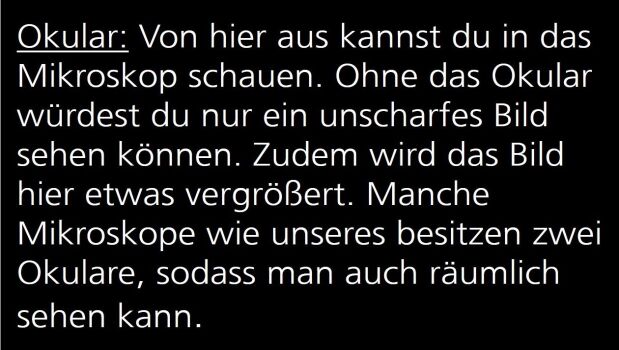 Okular: Von hier aus kannst du in das
Mikroskop schauen. Ohne das Okular
würdest du nur ein unscharfes Bild
sehen können. Zudem wird das Bild
hier etwas vergrößert. Manche
Mikroskope wie unseres besitzen zwei
Okulare, sodass man auch räumlich
sehen kann.